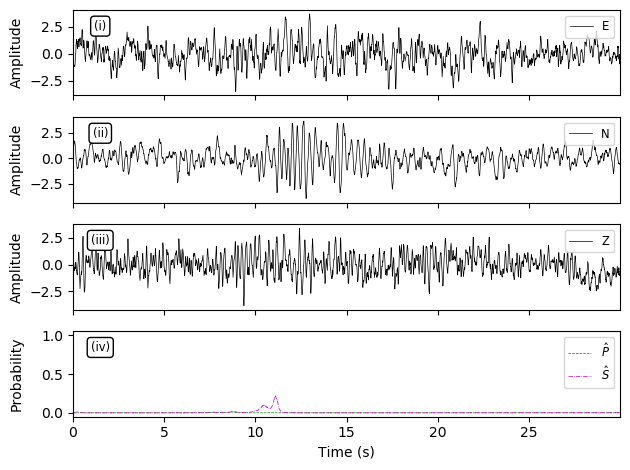 (i)
E
Amplitude
2.5
0.0
−2.5
(ii)
N
Amplitude
2.5
0.0
−2.5
(iii)
Z
Amplitude
2.5
0.0
−2.5
(iv)
P̂
Ŝ
Probability
1.0
0.5
0.0
0 5 10 15 20 25
Time (s)